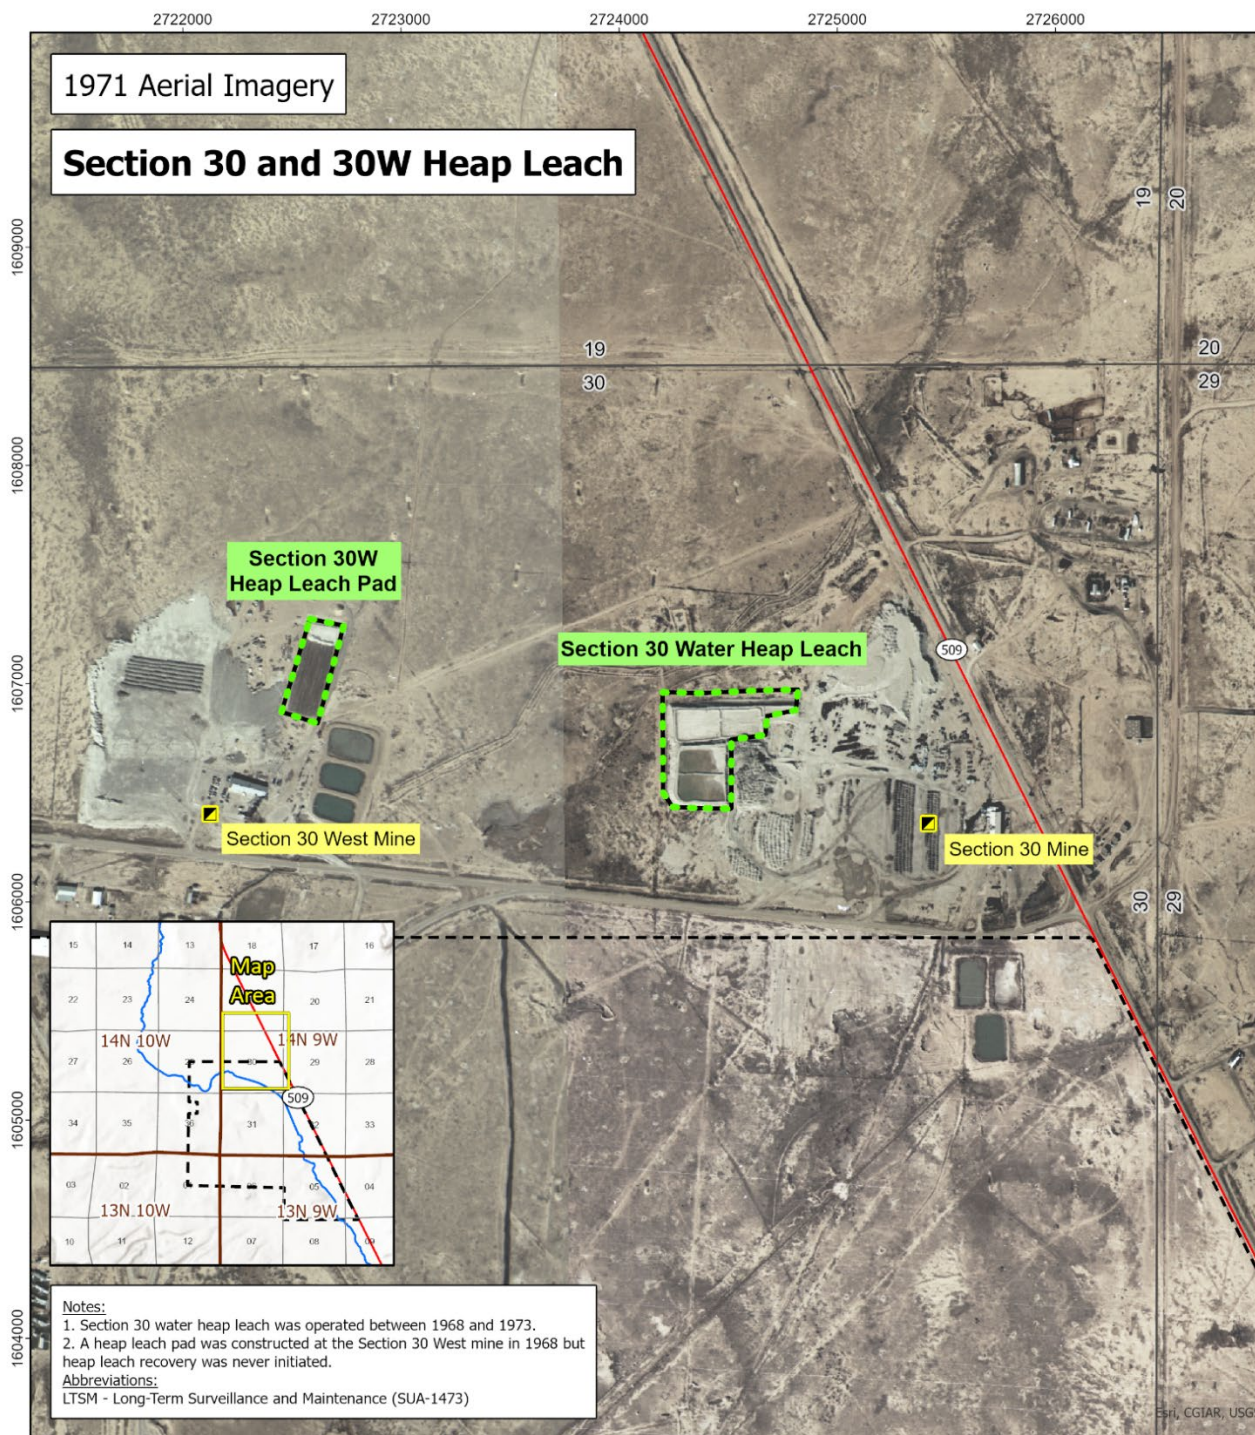 2722000 2723000 2724000 2725000 2726000
1971 Aerial Imagery
Section 30 and 30W Heap Leach
1609000
19 20
19 20
30 29
1608000
Section 30W
Heap Leach Pad
Section 30 Water Heap Leach
509
1607000
Section 30 West Mine
Section 30 Mine
1606000
30 29
15 14 13 18 17 16
Map
Area
22 23 24 20 21
14N 10W 14N 9W
27 26 30 29 28
509
34 35 36 31 32 33
03 02 05 04
13N 10W 13N 9W
10 11 12 07 08 09
1605000
1604000
Notes:
1. Section 30 water heap leach was operated between 1968 and 1973.
2. A heap leach pad was constructed at the Section 30 West mine in 1968 but
heap leach recovery was never initiated.
Abbreviations:
LTSM - Long-Term Surveillance and Maintenance (SUA-1473)
Esri, CGIAR, USG